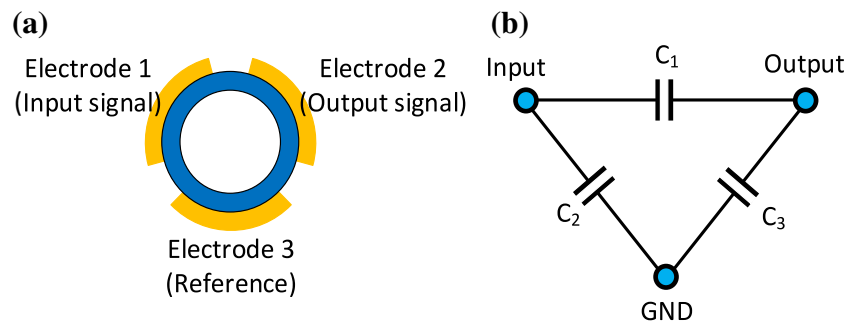 (a)
Electrode 1
(Input signal)
Electrode 2
(Output signal)
Electrode 3
(Reference)
(b)
Input
C1
Output
C2
C3
GND